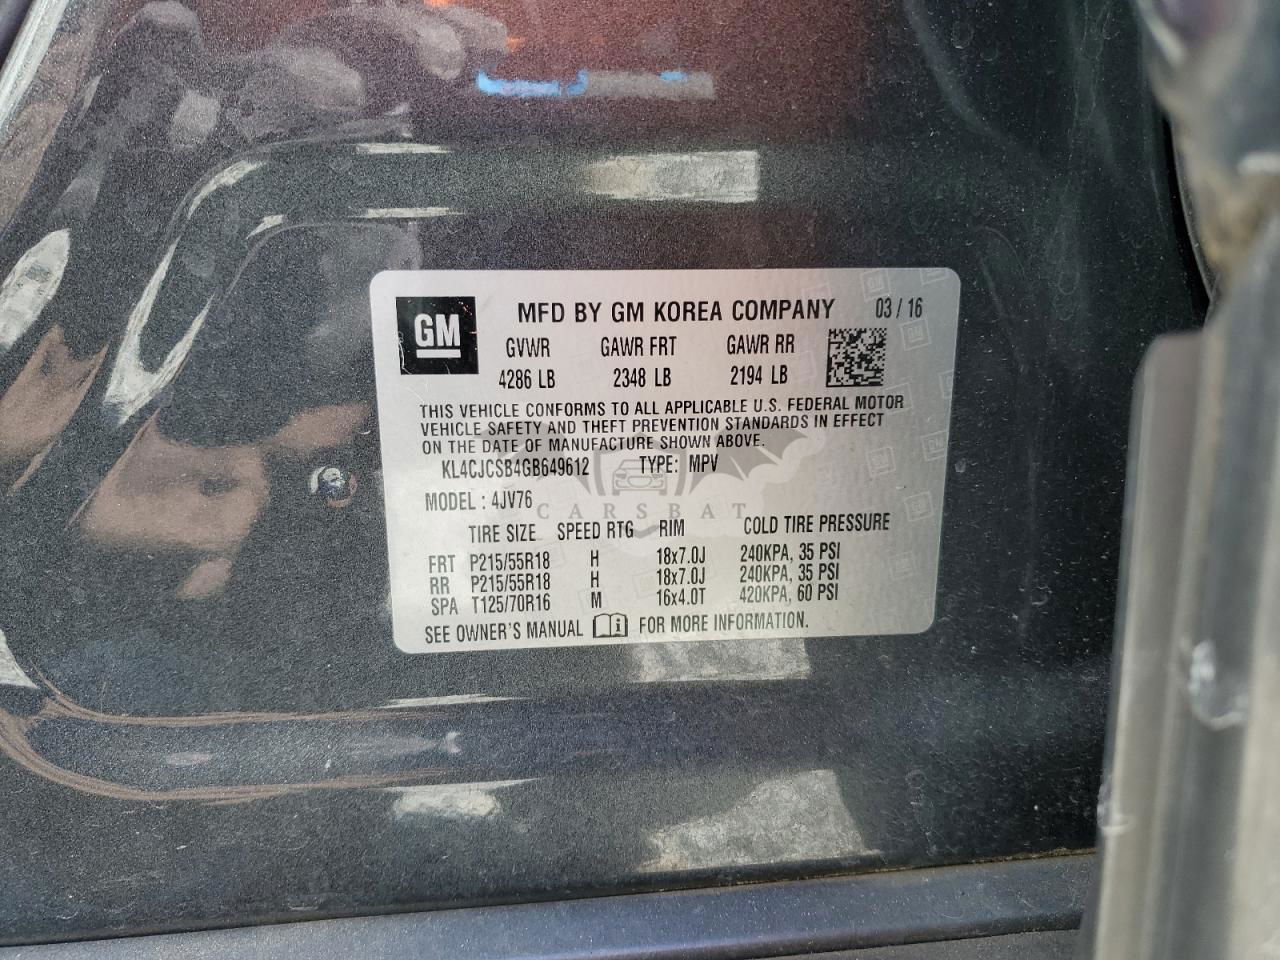 GM MFD BY GM KOREA COMPANY 03 / 16
GVWR GAWR FRT GAWR RR
4286 LB 2348 LB 2194 LB
THIS VEHICLE CONFORMS TO ALL APPLICABLE U.S. FEDERAL MOTOR
VEHICLE SAFETY AND THEFT PREVENTION STANDARDS IN EFFECT
ON THE DATE OF MANUFACTURE SHOWN ABOVE.
KL4CJCSB4GB649612 TYPE: MPV
MODEL : 4JV76
CARSBAT
TIRE SIZE SPEED RTG RIM COLD TIRE PRESSURE
FRT P215/55R18 H 18x7.0J 240KPA, 35 PSI
RR P215/55R18 H 18x7.0J 240KPA, 35 PSI
SPA T125/70R16 M 16x4.0T 420KPA, 60 PSI
SEE OWNER'S MANUAL FOR MORE INFORMATION.